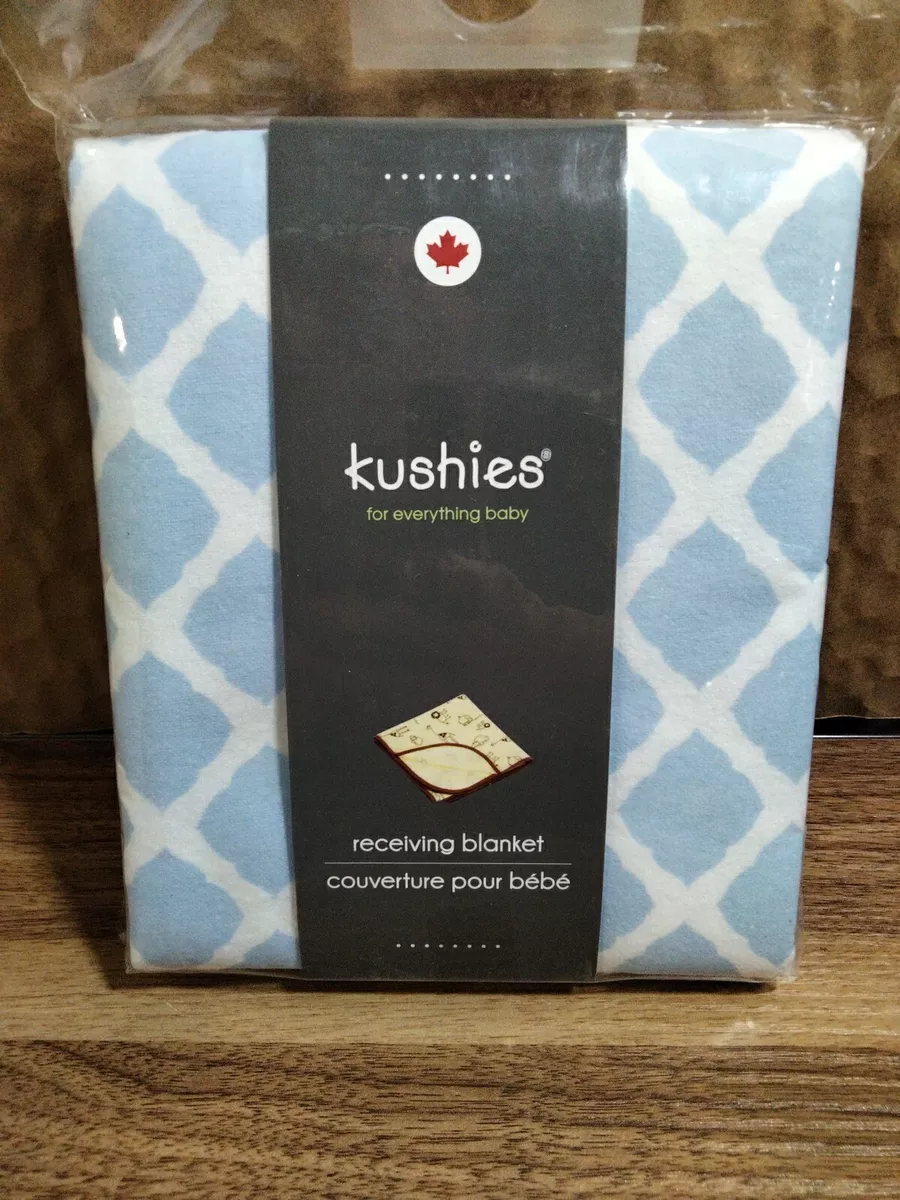 kushies®
for everything baby
receiving blanket
couverture pour bébé